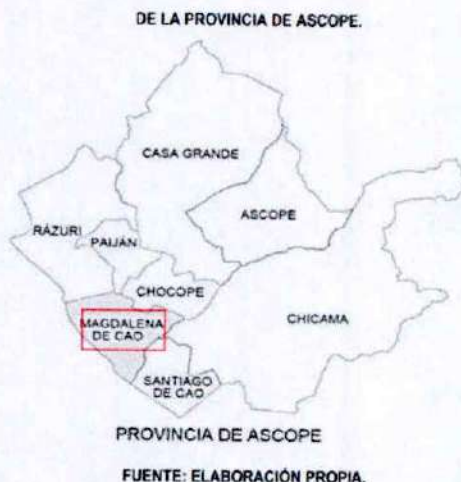 DE LA PROVINCIA DE ASCOPE.
CASA GRANDE
ASCOPE
RÁZURI
PAIJÁN
CHOCOPE
MAGDALENA
DE CAO
CHICAMA
SANTIAGO
DE CAO
PROVINCIA DE ASCOPE
FUENTE: ELABORACIÓN PROPIA.